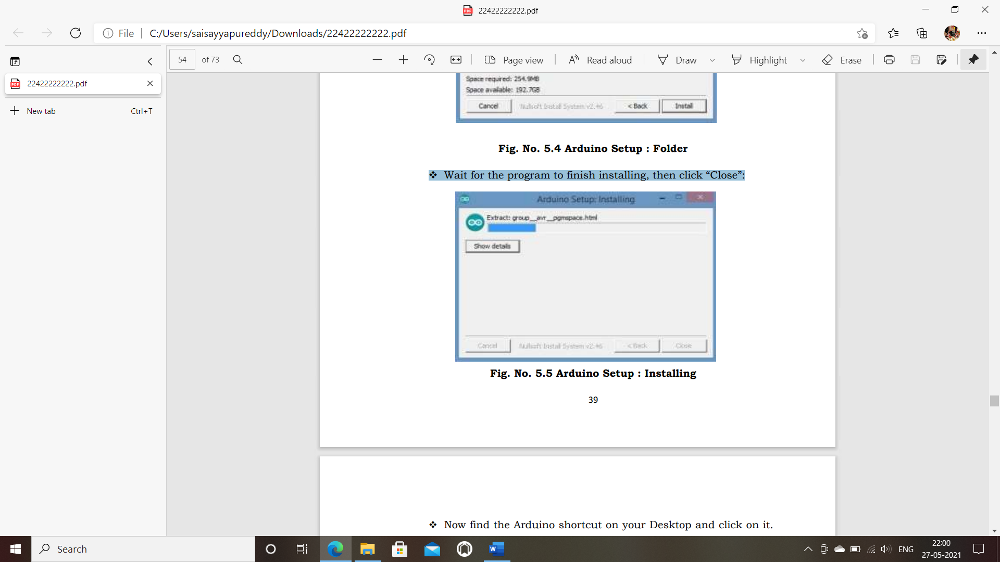 22422222222.pdf
File | C:/Users/saisayyapureddy/Downloads/22422222222.pdf
54 of 73 Page view Read aloud Draw Highlight Erase
22422222222.pdf
New tab Ctrl+T
Space required: 254.9MB
Space available: 192.7GB
Cancel Nullsoft Install System v2.46 < Back Install
Fig. No. 5.4 Arduino Setup : Folder
❖ Wait for the program to finish installing, then click “Close”:
Arduino Setup: Installing
Extract: group__avr__pgmspace.html
Show details
Cancel Nullsoft Install System v2.46 < Back Close
Fig. No. 5.5 Arduino Setup : Installing
39
❖ Now find the Arduino shortcut on your Desktop and click on it.
Search
ENG
22:00
27-05-2021